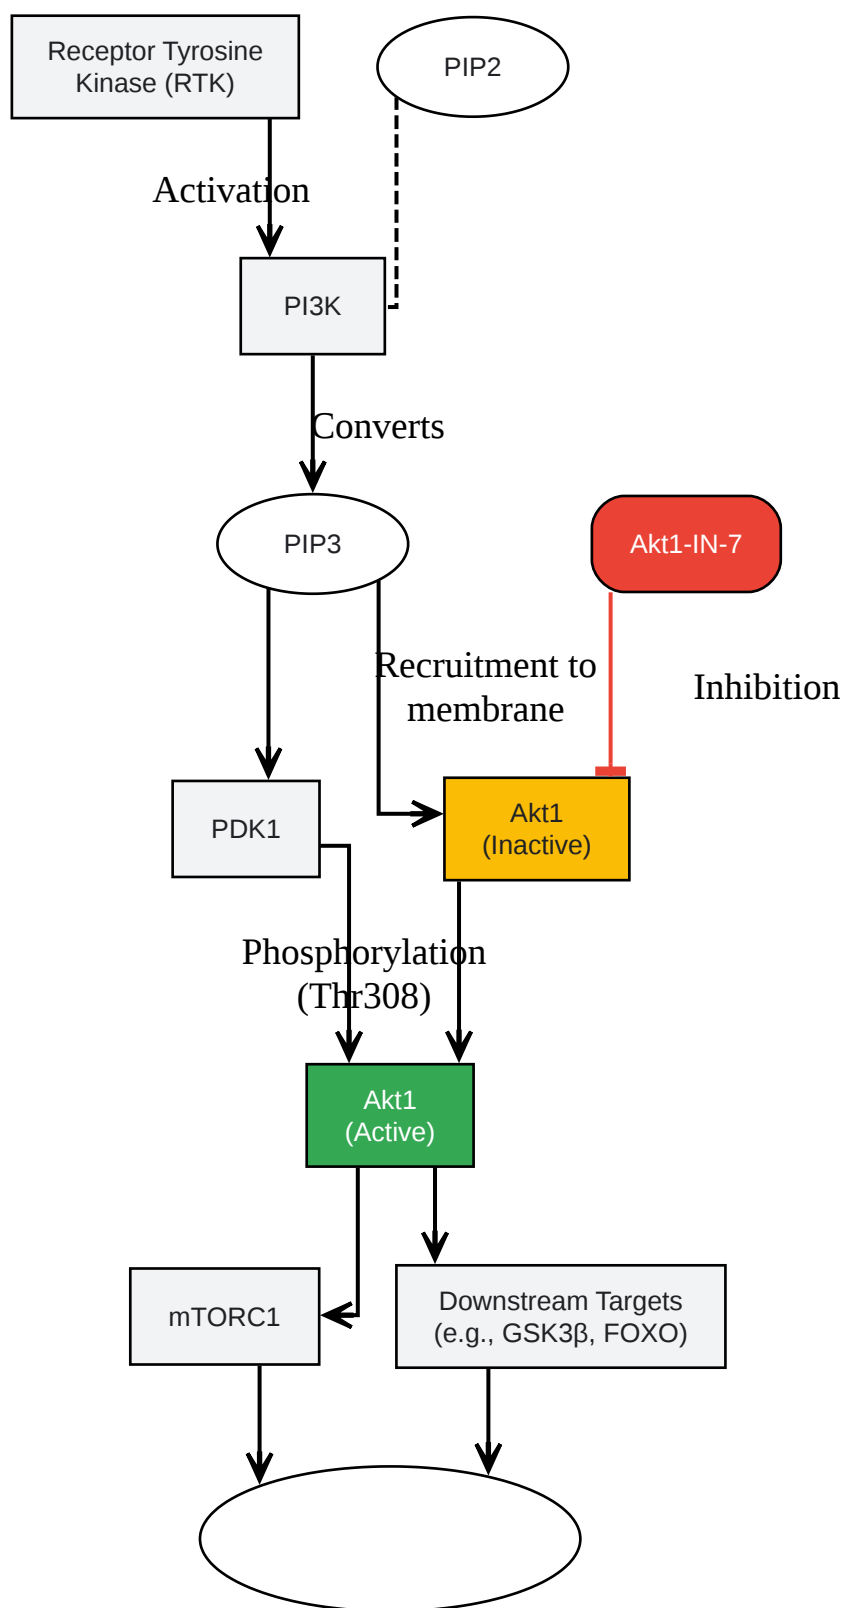 Receptor Tyrosine
Kinase (RTK)
PIP2
Activation
PI3K
Converts
PIP3
Akt1-IN-7
Recruitment to
membrane
Inhibition
PDK1
Akt1
(Inactive)
Phosphorylation
(Thr308)
Akt1
(Active)
mTORC1
Downstream Targets
(e.g., GSK3β, FOXO)